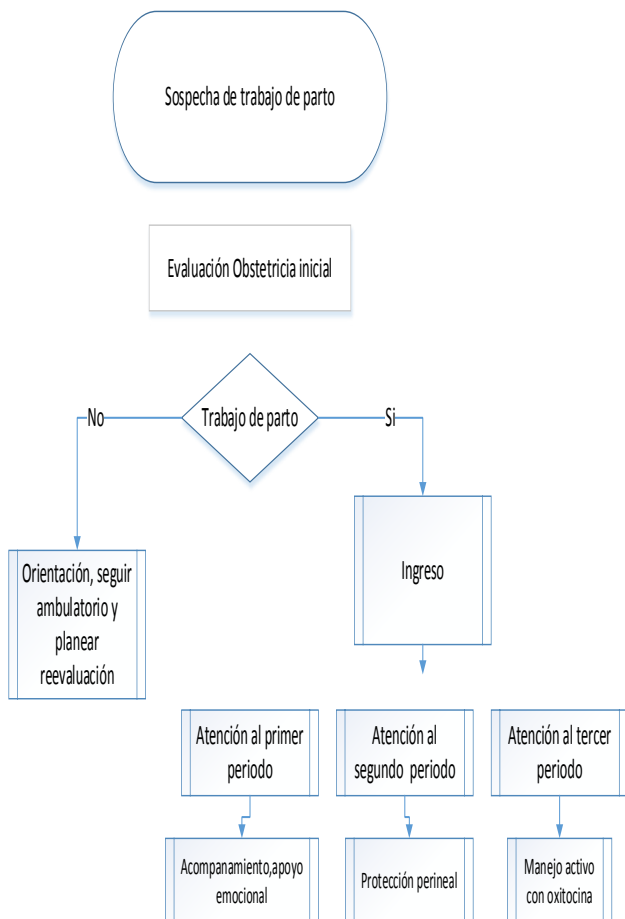 Sospecha de trabajo de parto
Evaluación Obstetricia inicial
Trabajo de parto
No
Si
Orientación, seguir
ambulatorio y
planear
reevaluación
Ingreso
Atención al primer
periodo
Atención al
segundo periodo
Atención al tercer
periodo
Acompanamiento,apoyo
emocional
Protección perineal
Manejo activo
con oxitocina